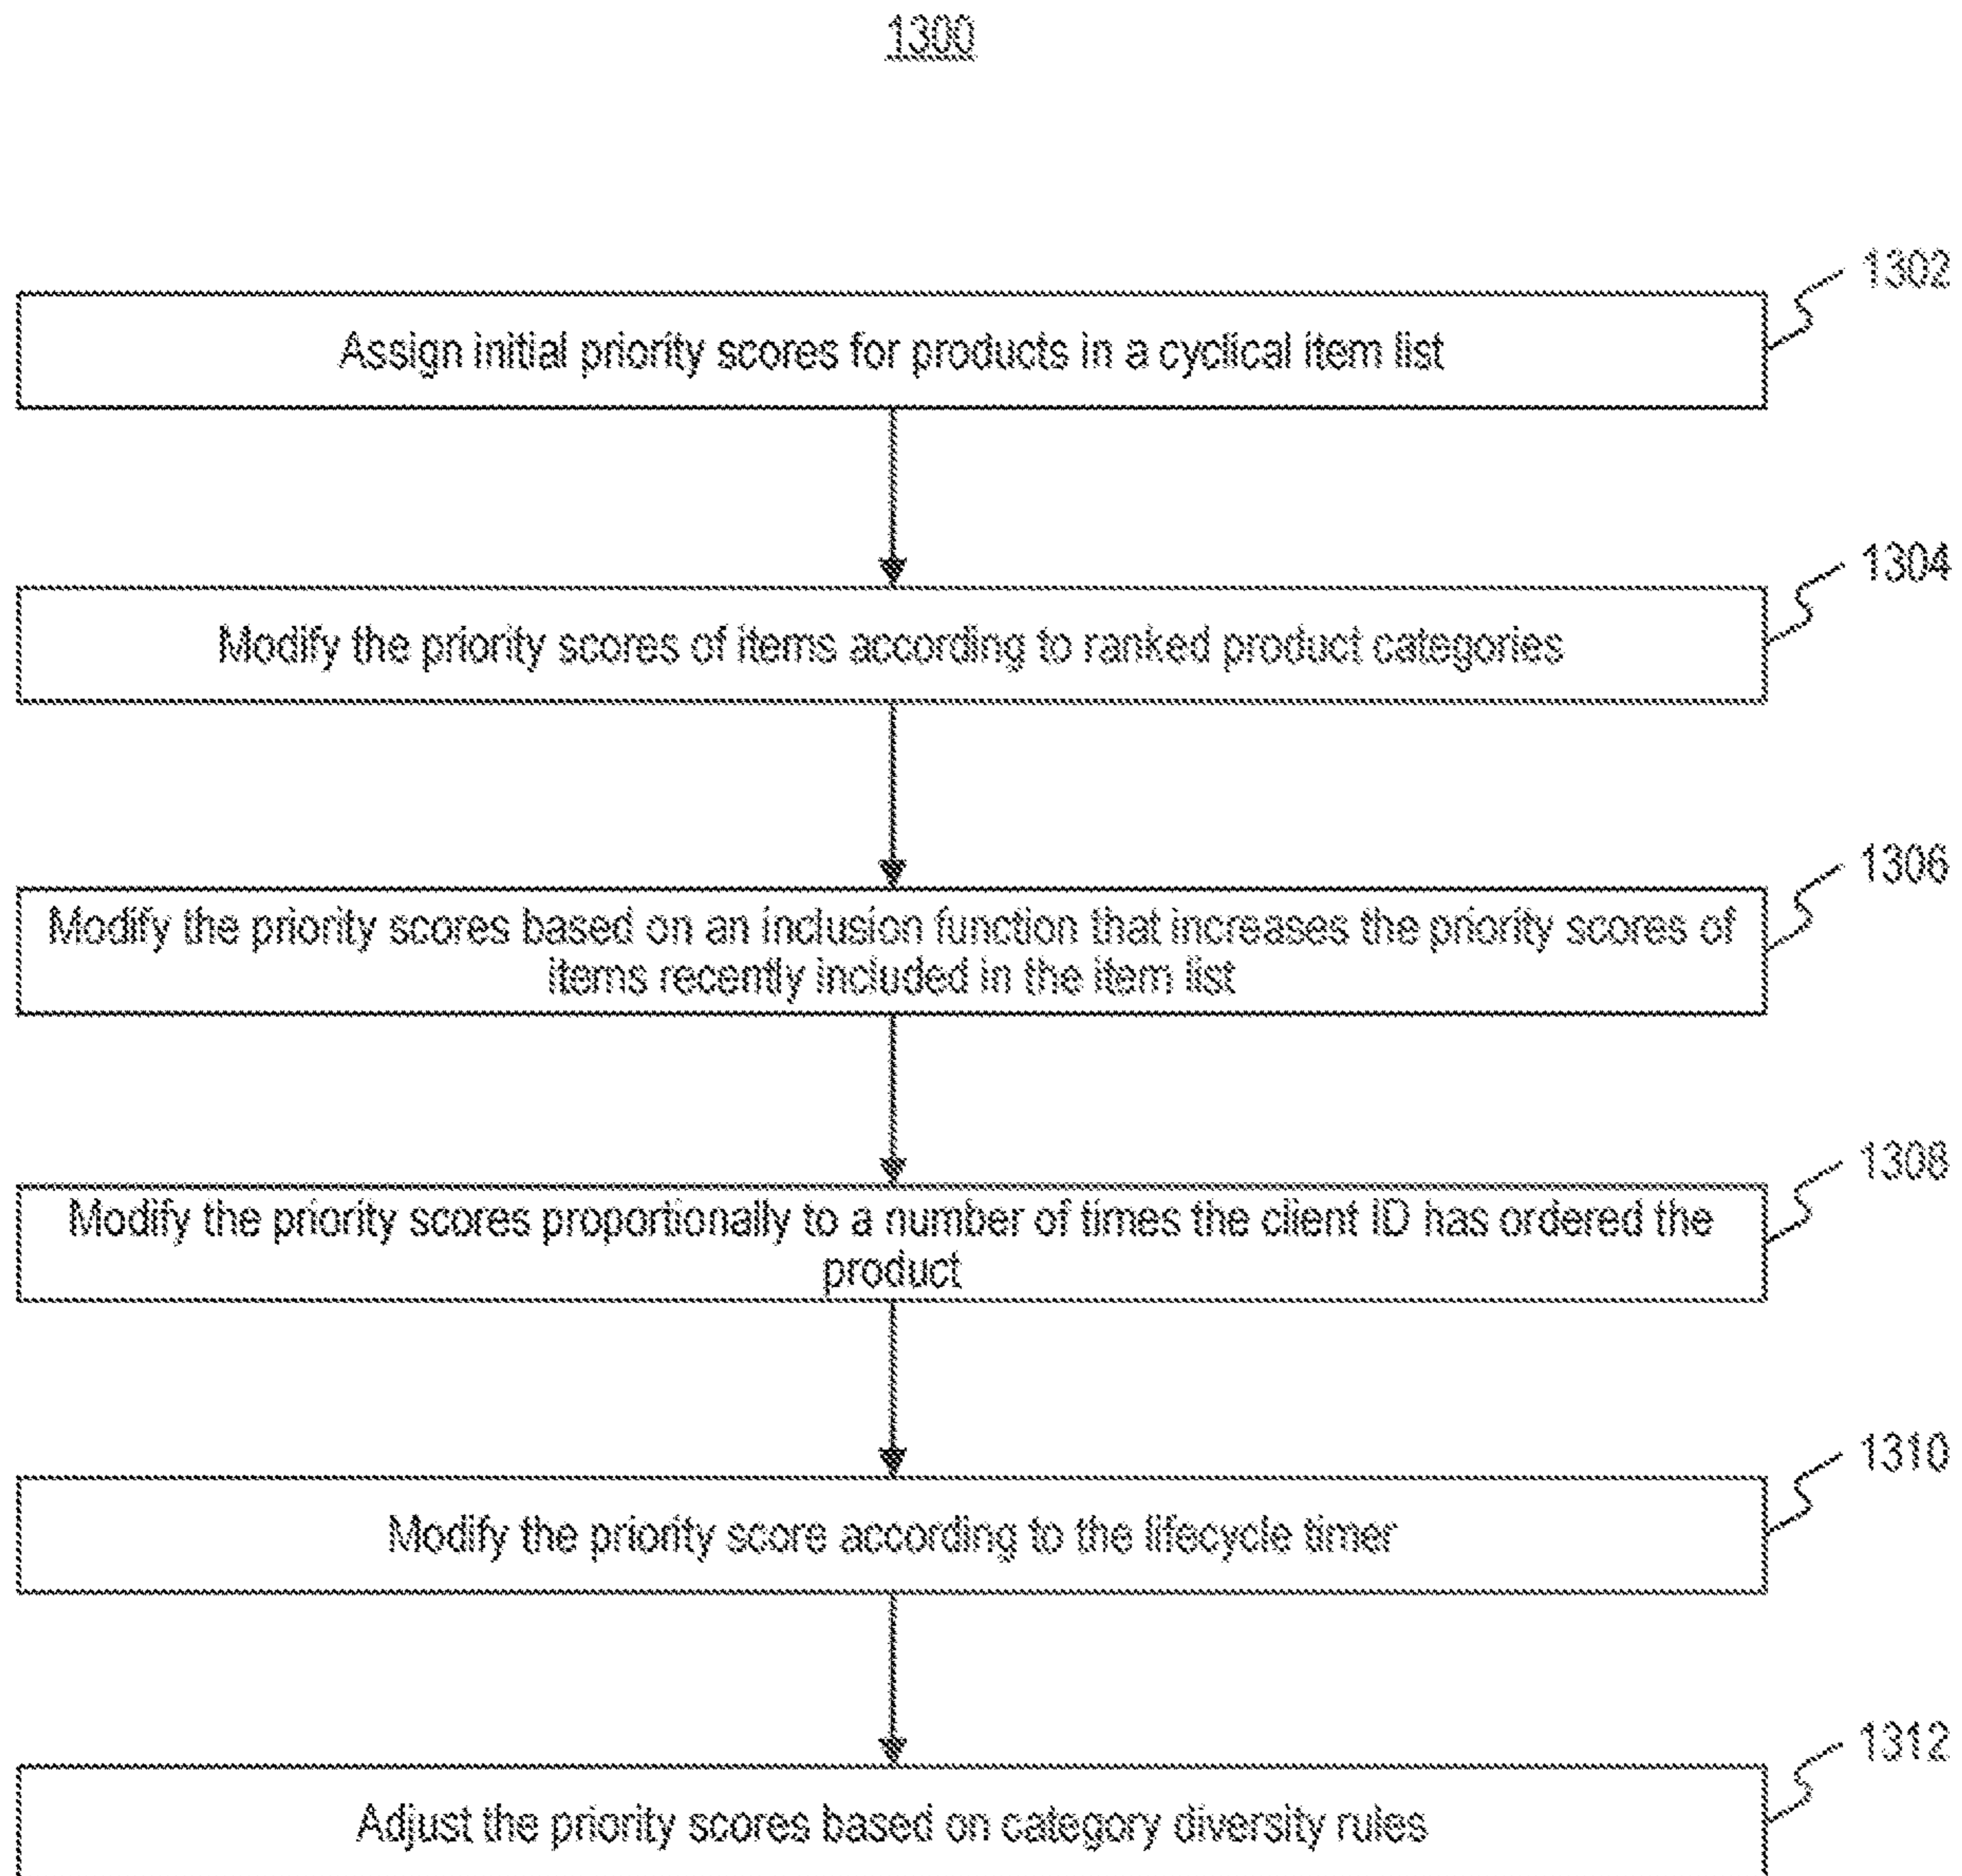 1300
1302
Assign initial priority scores for products in a cyclical item list
1304
Modify the priority scores of items according to ranked product categories
1306
Modify the priority scores based on an inclusion function that increases the priority scores of
items recently included in the item list
1308
Modify the priority scores proportionally to a number of times the client ID has ordered the
product
1310
Modify the priority score according to the lifecycle timer
1312
Adjust the priority scores based on category diversity rules